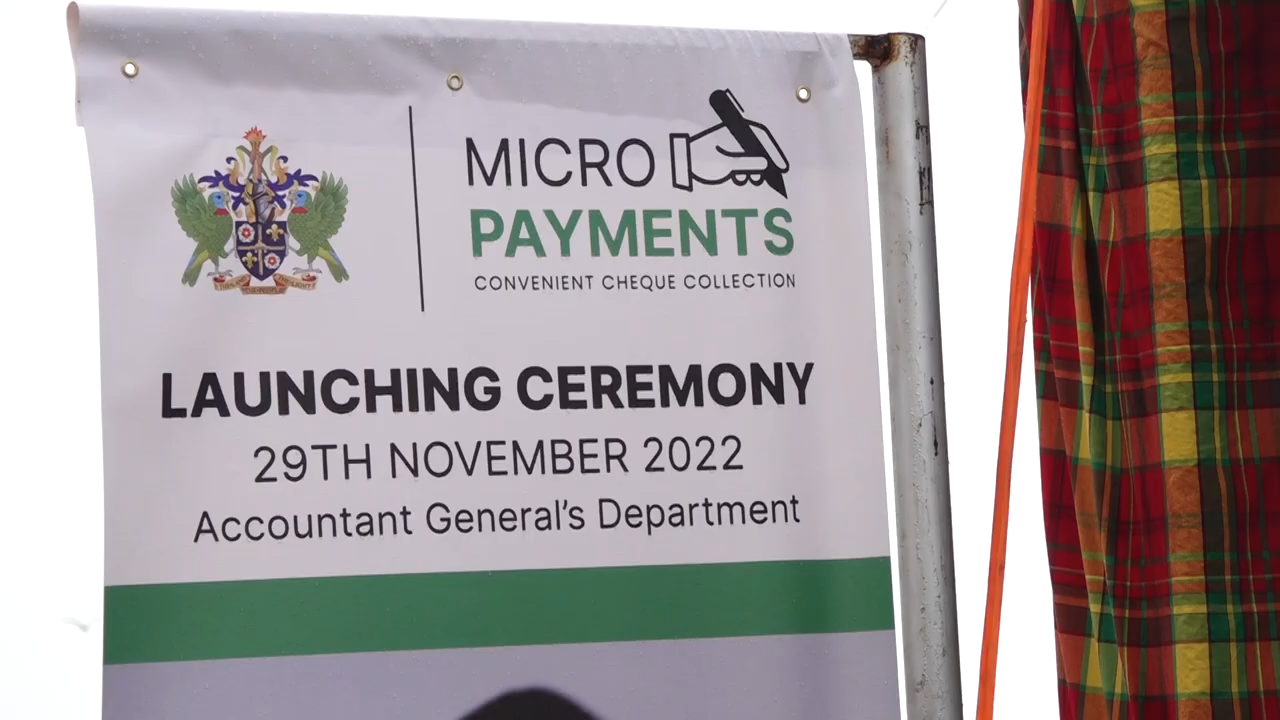 MICRO
PAYMENTS
CONVENIENT CHEQUE COLLECTION
LAUNCHING CEREMONY
29TH NOVEMBER 2022
Accountant General's Department